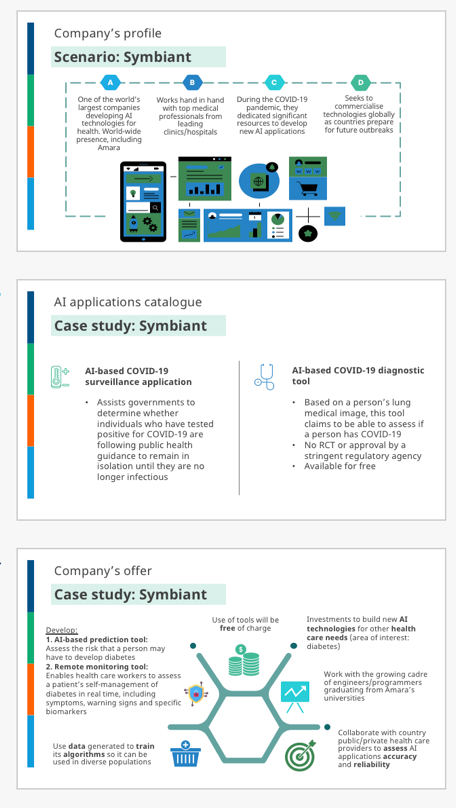 Company's profile
Scenario: Symbiant
A
B
C
D
One of the world's
largest companies
developing AI
technologies for
health. World-wide
presence, including
Amara
Works hand in hand
with top medical
professionals from
leading
clinics/hospitals
During the COVID-19
pandemic, they
dedicated significant
resources to develop
new AI applications
Seeks to
commercialise
technologies globally
as countries prepare
for future outbreaks
AI applications catalogue
Case study: Symbiant
AI-based COVID-19
surveillance application
• Assists governments to
determine whether
individuals who have tested
positive for COVID-19 are
following public health
guidance to remain in
isolation until they are no
longer infectious
AI-based COVID-19 diagnostic
tool
• Based on a person's lung
medical image, this tool
claims to be able to assess if
a person has COVID-19
• No RCT or approval by a
stringent regulatory agency
• Available for free
Company's offer
Case study: Symbiant
Develop:
1. AI-based prediction tool:
Assess the risk that a person may
have to develop diabetes
2. Remote monitoring tool:
Enables health care workers to assess
a patient's self-management of
diabetes in real time, including
symptoms, warning signs and specific
biomarkers
Use data generated to train
its algorithms so it can be
used in diverse populations
Use of tools will be
free of charge
Investments to build new AI
technologies for other health
care needs (area of interest:
diabetes)
Work with the growing cadre
of engineers/programmers
graduating from Amara's
universities
Collaborate with country
public/private health care
providers to assess AI
applications accuracy
and reliability